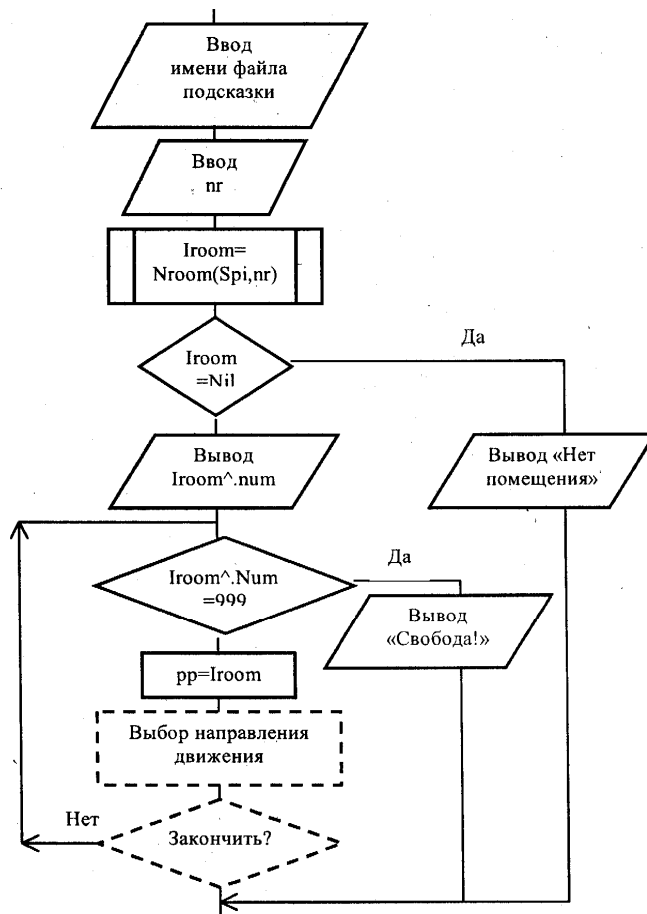 Ввод
имени файла
подсказки
Ввод
nr
Iroom=
Nroom(Spi,nr)
Да
Iroom
=Nil
Вывод
Iroom^.num
Вывод «Нет
помещения»
Да
Iroom^.Num
=999
Вывод
«Свобода!»
pp=Iroom
Выбор направления
движения
Нет
Закончить?